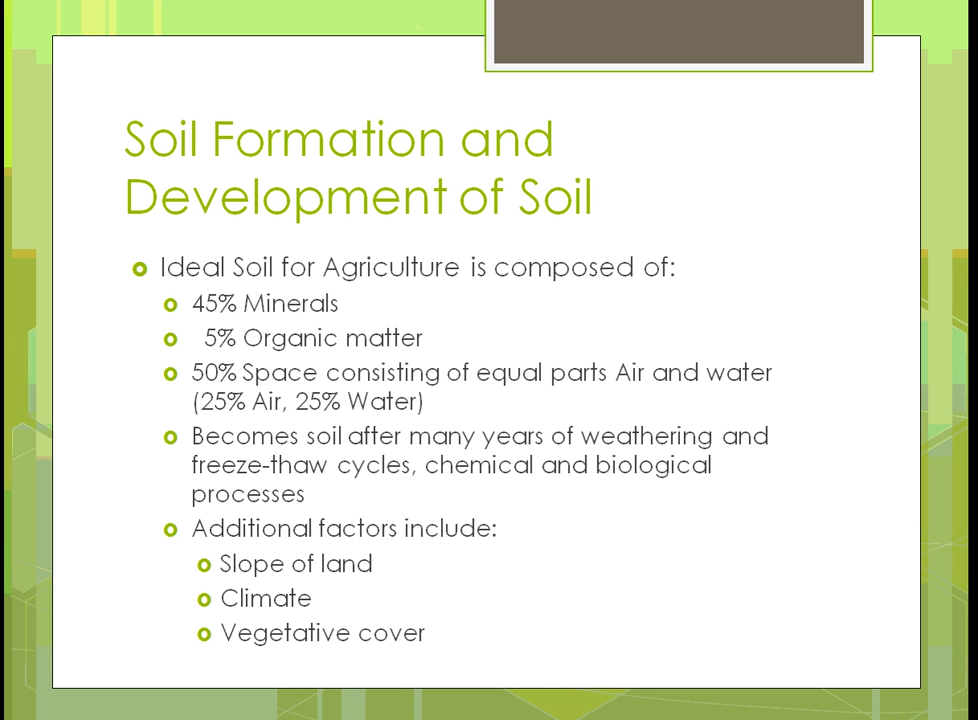 Soil Formation and
Development of Soil
Ideal Soil for Agriculture is composed of:
45% Minerals
5% Organic matter
50% Space consisting of equal parts Air and water
(25% Air, 25% Water)
Becomes soil after many years of weathering and
freeze-thaw cycles, chemical and biological
processes
Additional factors include:
Slope of land
Climate
Vegetative cover